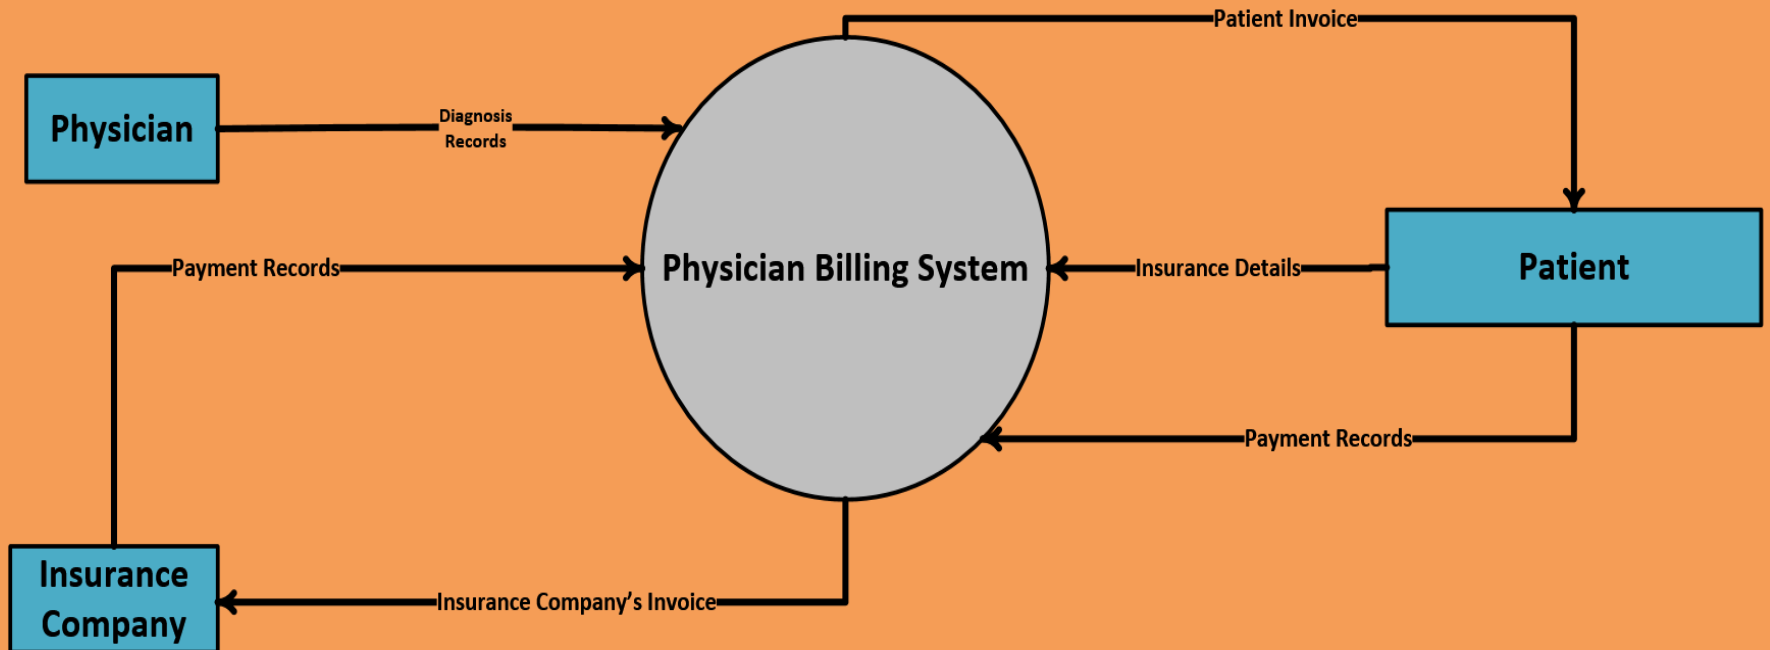 Patient Invoice
Physician
Diagnosis
Records
Payment Records
Physician Billing System
Insurance Details
Patient
Payment Records
Insurance
Company
Insurance Company’s Invoice